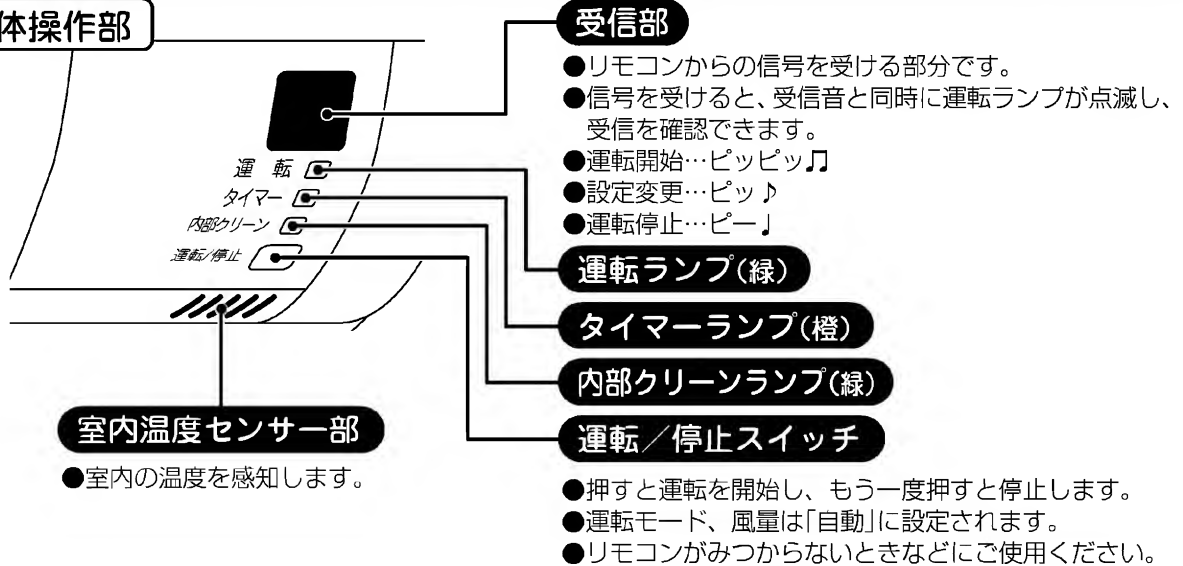 体操作部
運　転
タイマー
内部クリーン
運転/停止
室内温度センサー部
●室内の温度を感知します。
受信部
●リモコンからの信号を受ける部分です。
●信号を受けると、受信音と同時に運転ランプが点滅し、
受信を確認できます。
●運転開始…ピッピッ♫
●設定変更…ピッ♪
●運転停止…ピー♩
運転ランプ(緑)
タイマーランプ(橙)
内部クリーンランプ(緑)
運転／停止スイッチ
●押すと運転を開始し、もう一度押すと停止します。
●運転モード、風量は「自動」に設定されます。
●リモコンがみつからないときなどにご使用ください。